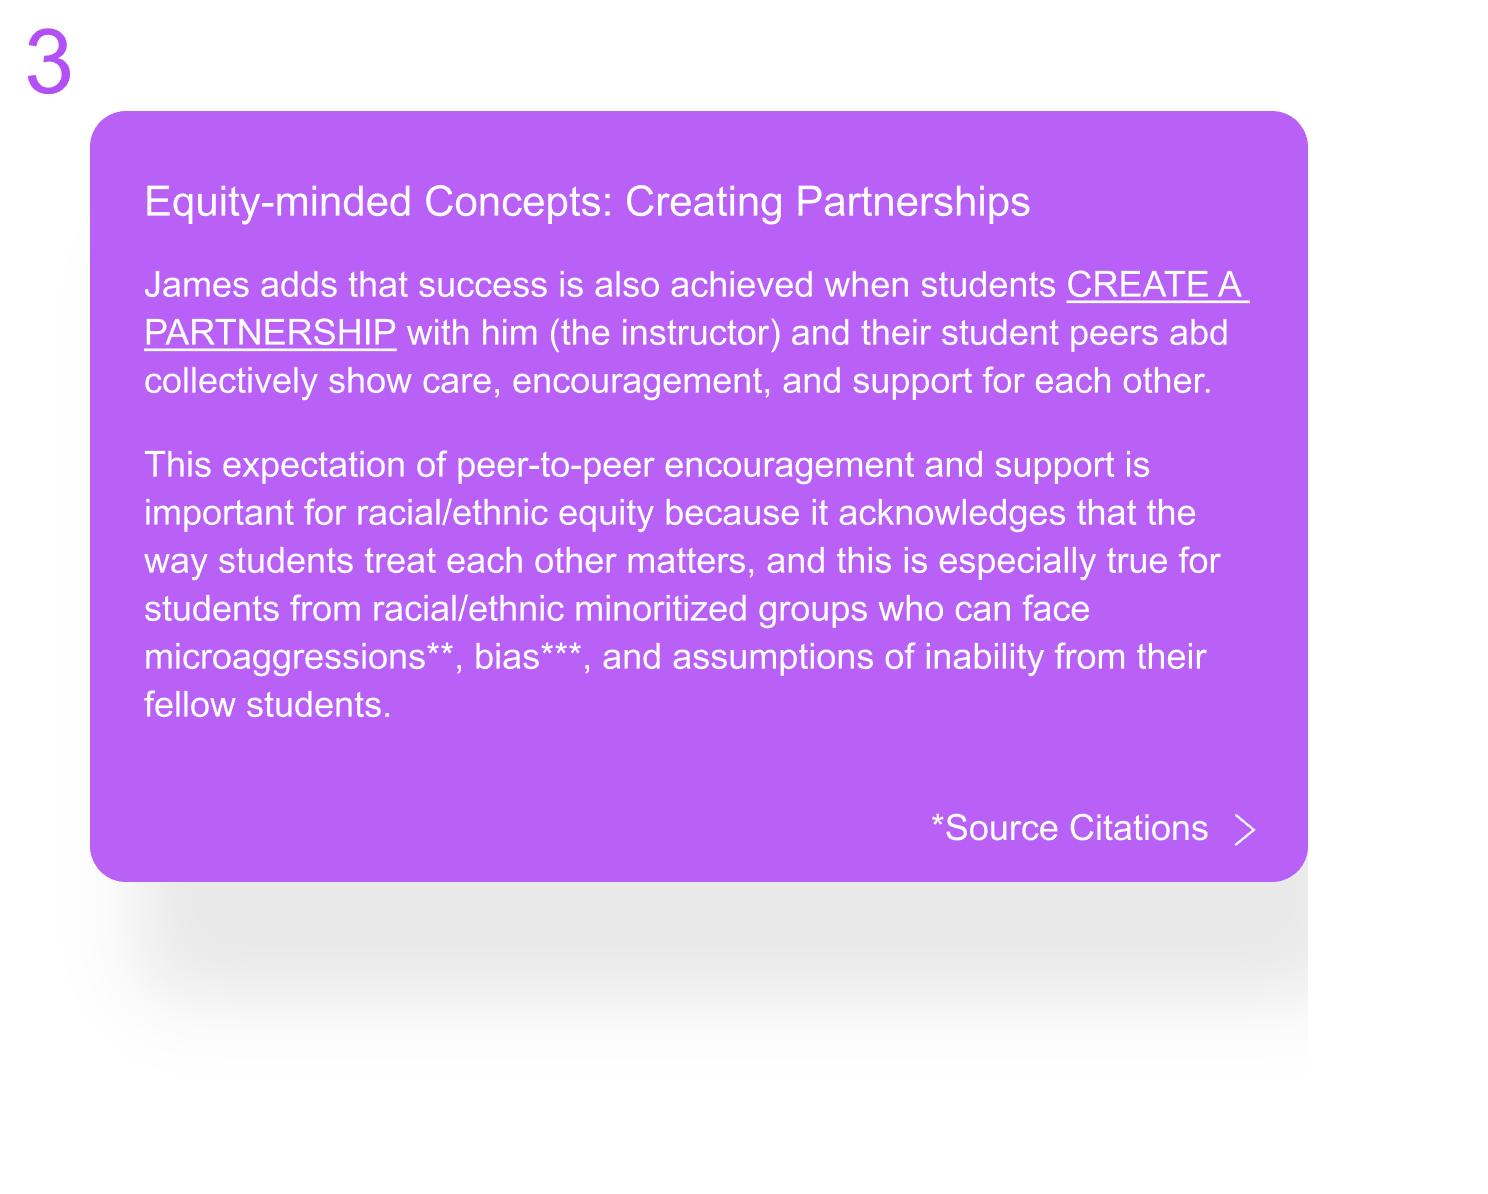 3
Equity-minded Concepts: Creating Partnerships
James adds that success is also achieved when students CREATE A
PARTNERSHIP with him (the instructor) and their student peers abd
collectively show care, encouragement, and support for each other.
This expectation of peer-to-peer encouragement and support is
important for racial/ethnic equity because it acknowledges that the
way students treat each other matters, and this is especially true for
students from racial/ethnic minoritized groups who can face
microaggressions**, bias***, and assumptions of inability from their
fellow students.
*Source Citations